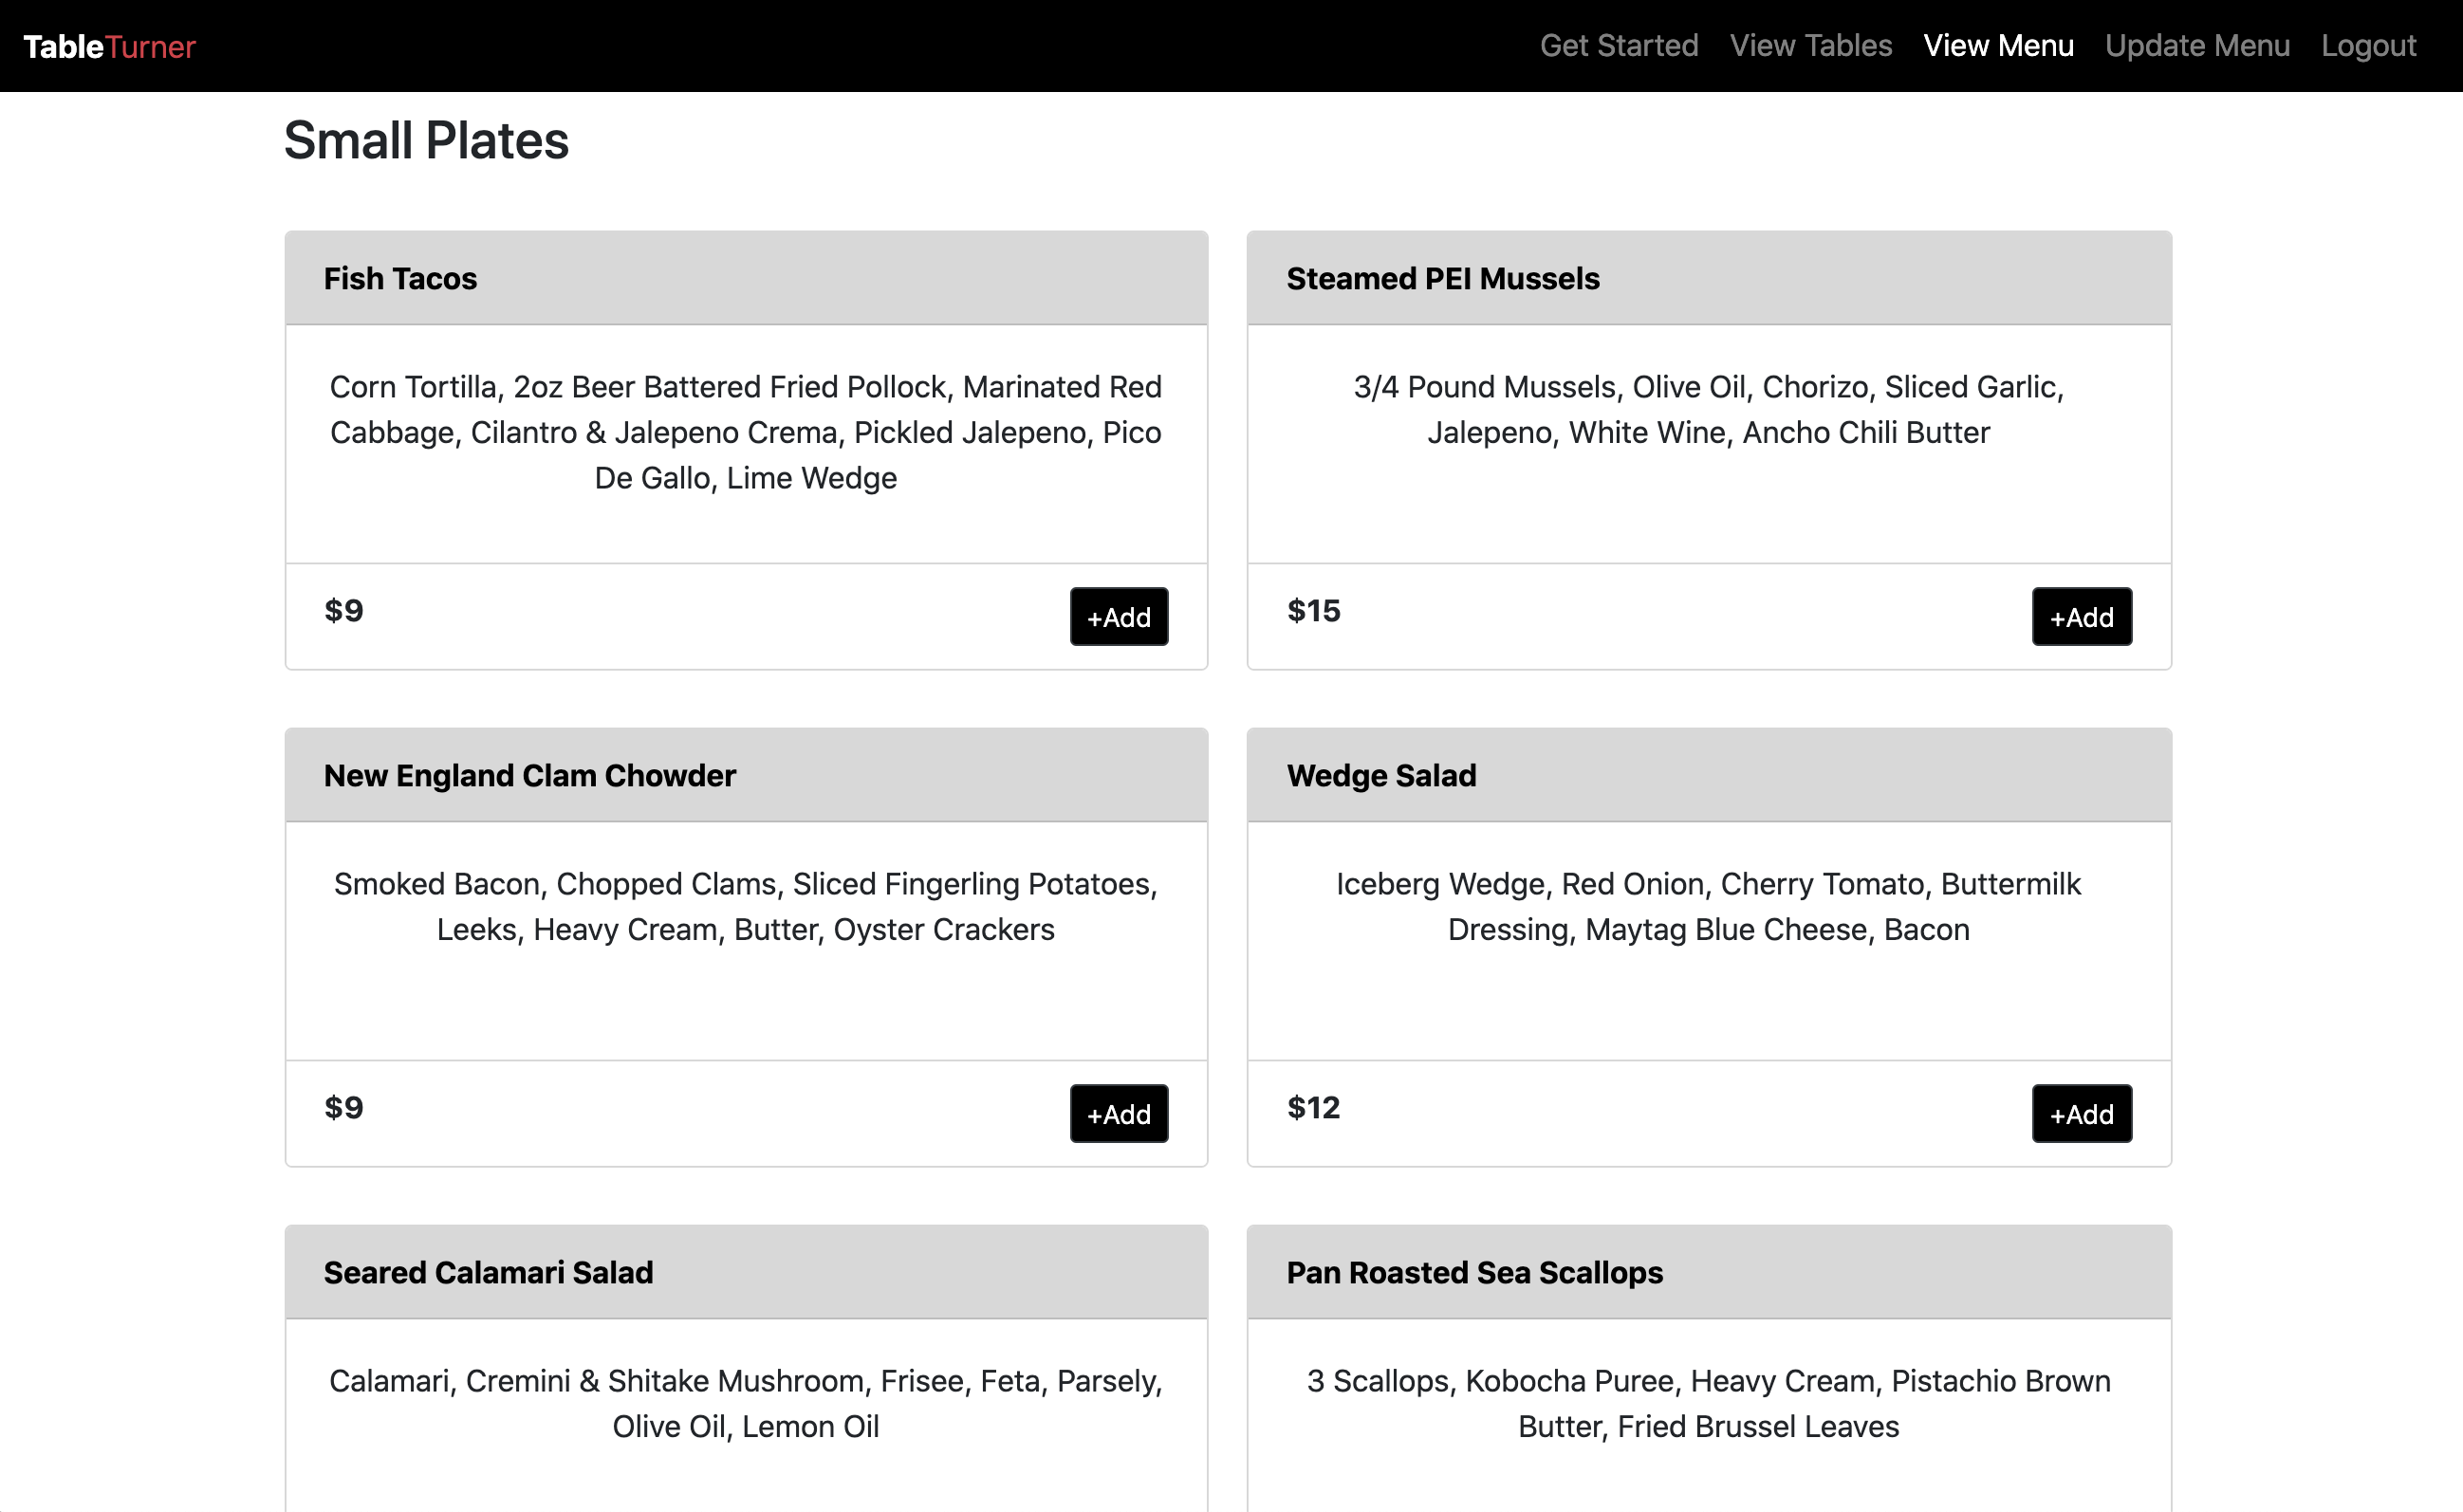 TableTurner
Get Started View Tables View Menu Update Menu Logout
Small Plates
Fish Tacos
Corn Tortilla, 2oz Beer Battered Fried Pollock, Marinated Red
Cabbage, Cilantro & Jalepeno Crema, Pickled Jalepeno, Pico
De Gallo, Lime Wedge
$9
+Add
Steamed PEI Mussels
3/4 Pound Mussels, Olive Oil, Chorizo, Sliced Garlic,
Jalepeno, White Wine, Ancho Chili Butter
$15
+Add
New England Clam Chowder
Smoked Bacon, Chopped Clams, Sliced Fingerling Potatoes,
Leeks, Heavy Cream, Butter, Oyster Crackers
$9
+Add
Wedge Salad
Iceberg Wedge, Red Onion, Cherry Tomato, Buttermilk
Dressing, Maytag Blue Cheese, Bacon
$12
+Add
Seared Calamari Salad
Calamari, Cremini & Shitake Mushroom, Frisee, Feta, Parsely,
Olive Oil, Lemon Oil
Pan Roasted Sea Scallops
3 Scallops, Kobocha Puree, Heavy Cream, Pistachio Brown
Butter, Fried Brussel Leaves